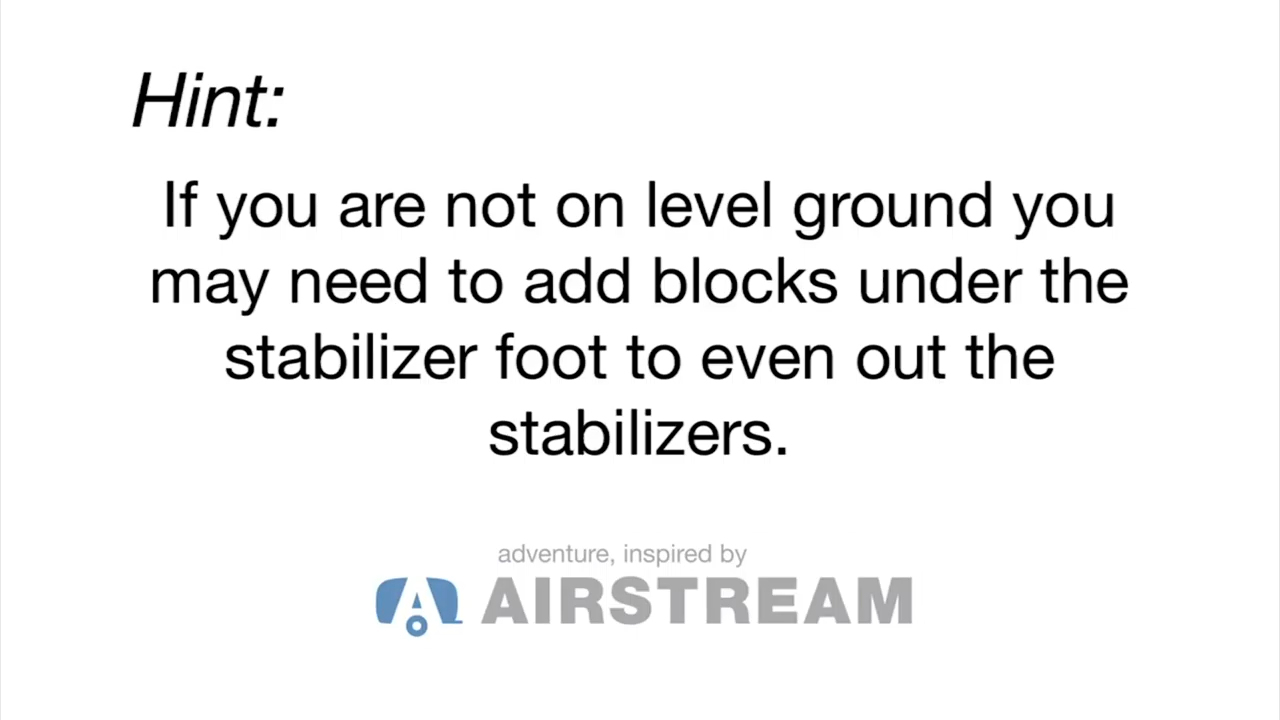 Hint:
If you are not on level ground you
may need to add blocks under the
stabilizer foot to even out the
stabilizers.
adventure, inspired by
AIRSTREAM